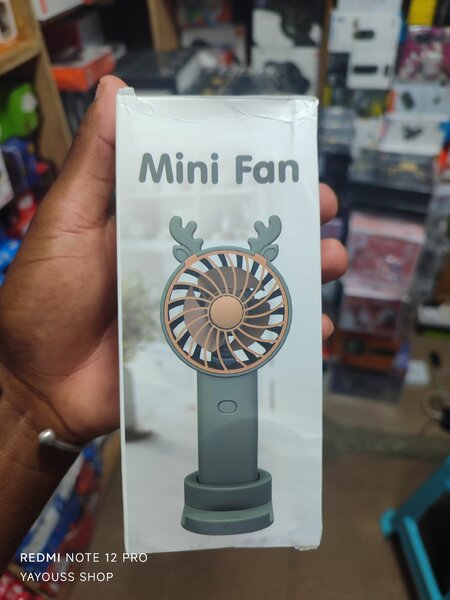 Mini Fan
REDMI NOTE 12 PRO
YAYOUSS SHOP